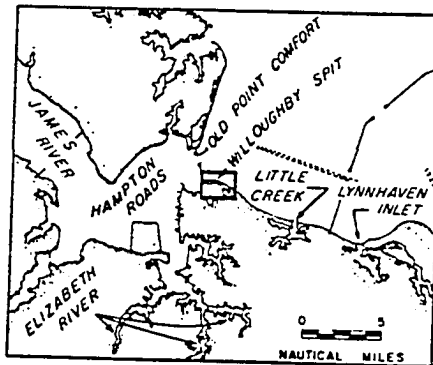 OLD POINT COMFORT
WILLOUGHBY SPIT
JAMES
RIVER
HAMPTON
ROADS
LITTLE
CREEK
LYNNHAVEN
INLET
ELIZABETH
RIVER
0 5
NAUTICAL MILES